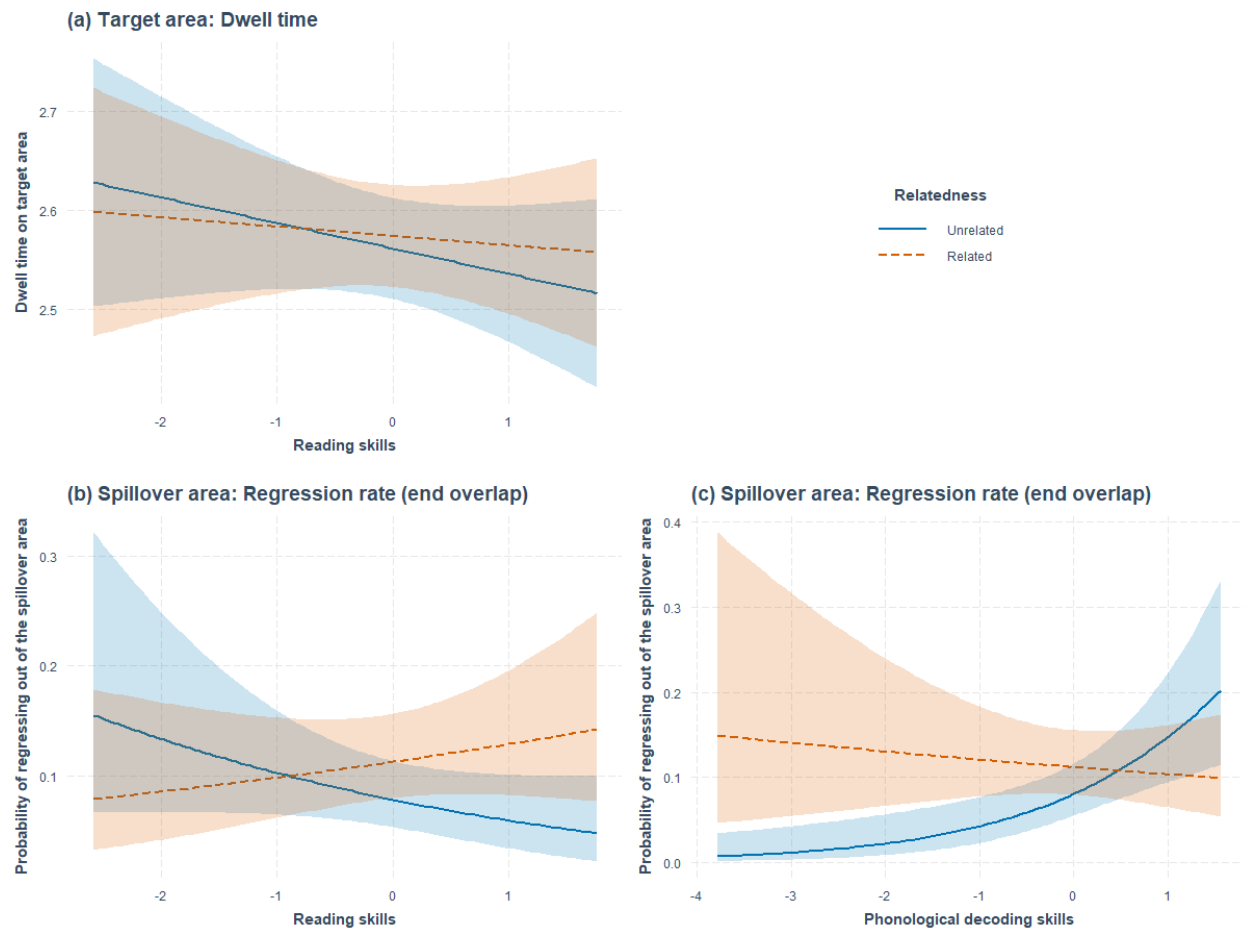 (a) Target area: Dwell time
Dwell time on target area
2.7
2.6
2.5
-2
-1
0
1
Reading skills
Relatedness
Unrelated
Related
(b) Spillover area: Regression rate (end overlap)
Probability of regressing out of the spillover area
0.3
0.2
0.1
-2
-1
0
1
Reading skills
(c) Spillover area: Regression rate (end overlap)
Probability of regressing out of the spillover area
0.4
0.3
0.2
0.1
0.0
-4
-3
-2
-1
0
1
Phonological decoding skills